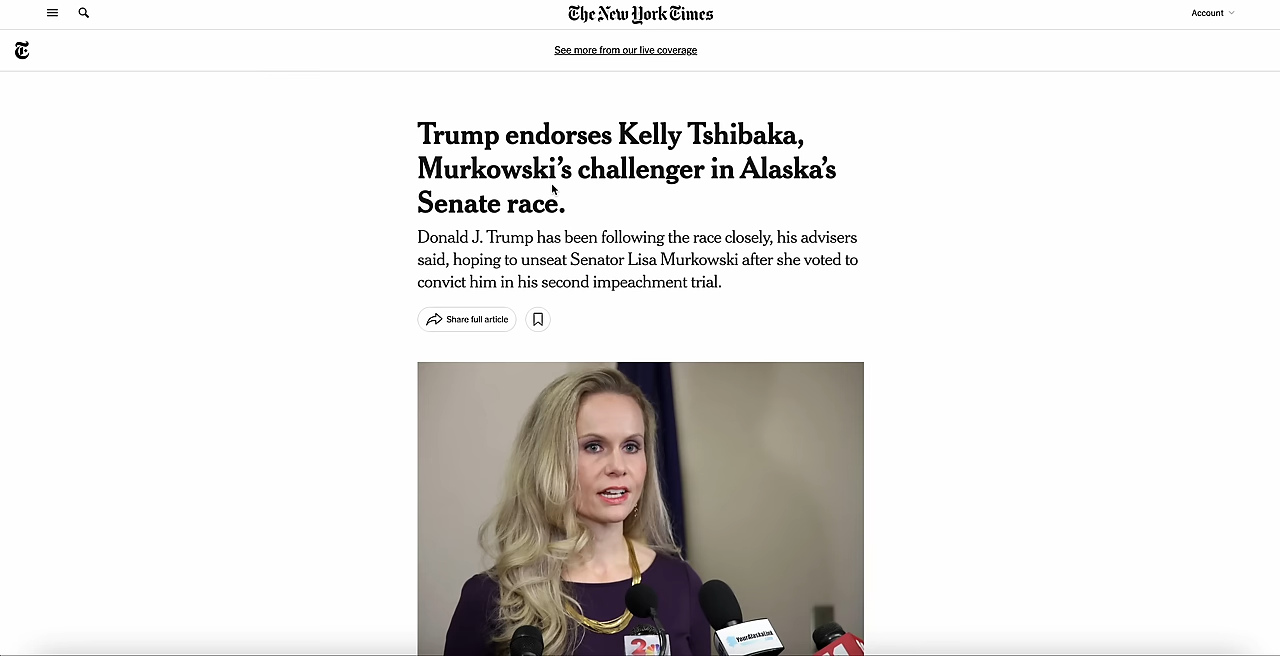 The New York Times
Account
See more from our live coverage
Trump endorses Kelly Tshibaka,
Murkowski's challenger in Alaska's
Senate race.
Donald J. Trump has been following the race closely, his advisers
said, hoping to unseat Senator Lisa Murkowski after she voted to
convict him in his second impeachment trial.
Share full article
2
YourAlaskaLink